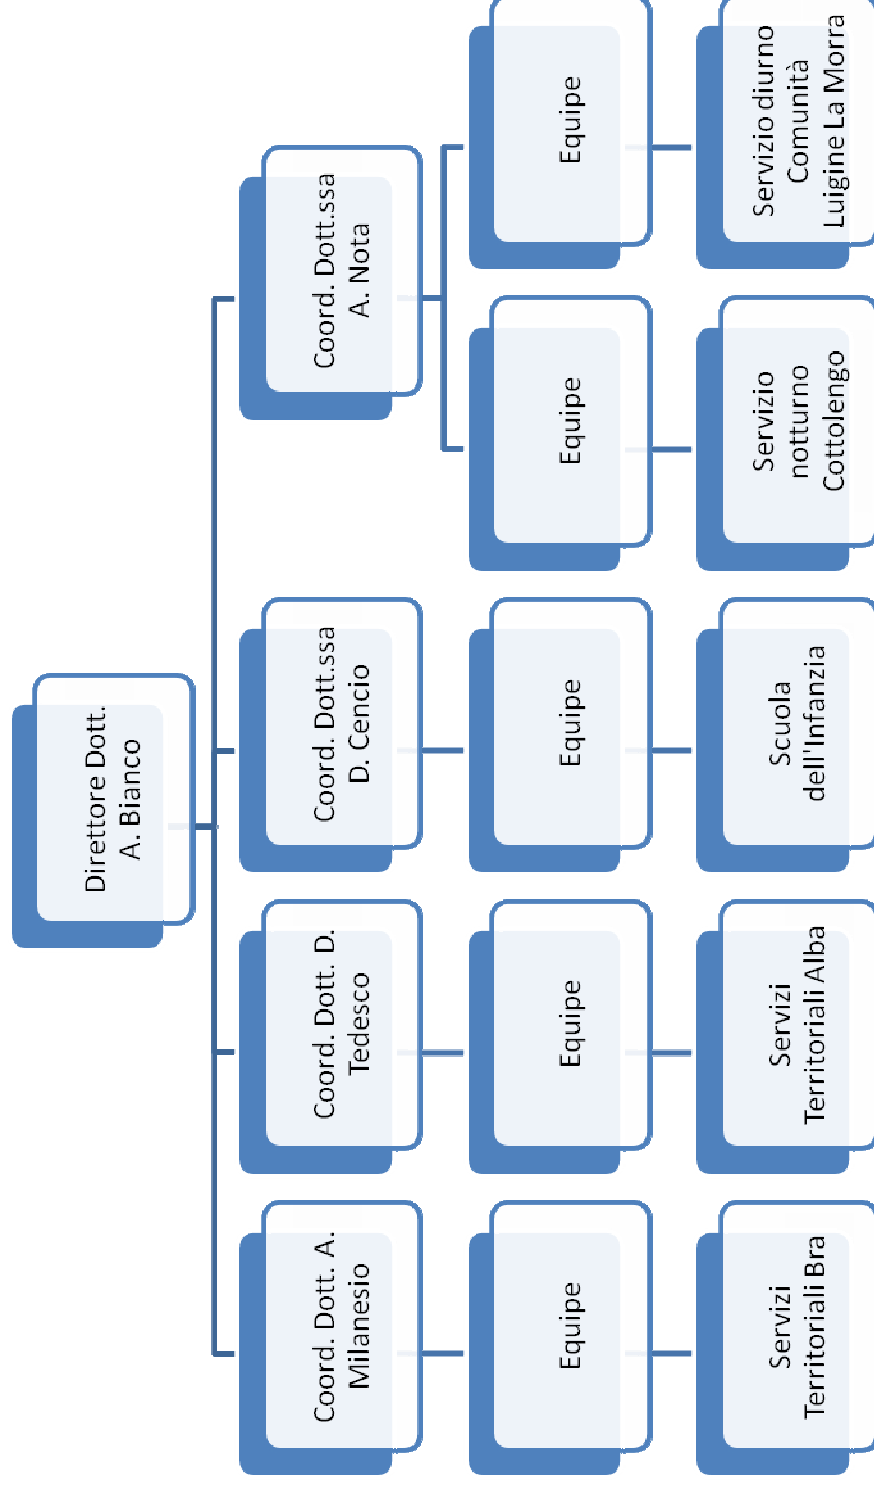 Direttore Dott.
A. Bianco
Coord. Dott. A.
Milanesio
Coord. Dott. D.
Tedesco
Coord. Dott.ssa
D. Cencio
Coord. Dott.ssa
A. Nota
Equipe
Equipe
Equipe
Equipe
Equipe
Servizi
Territoriali Bra
Servizi
Territoriali Alba
Scuola
dell'Infanzia
Servizio
notturno
Cottolengo
Servizio diurno
Comunità
Luigine La Morra